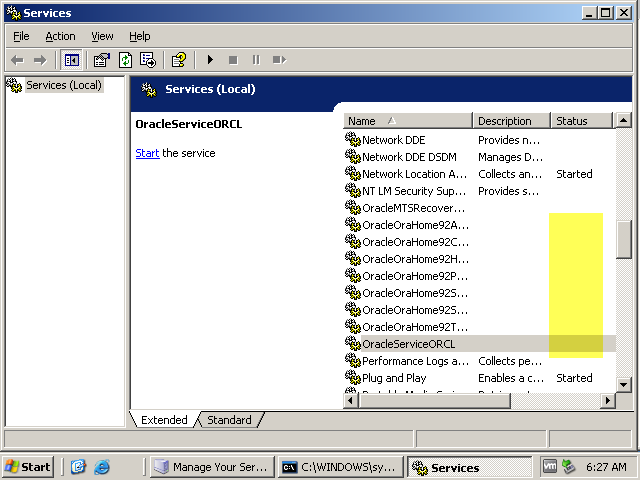 Services
File Action View Help
Services (Local)
Services (Local)
OracleServiceORCL
Start the service
Name Description Status
Network DDE Provides n...
Network DDE DSDM Manages D...
Network Location A... Collects an... Started
NT LM Security Sup... Provides s...
OracleMTSRecover...
OracleOraHome92A...
OracleOraHome92C...
OracleOraHome92H...
OracleOraHome92P...
OracleOraHome92S...
OracleOraHome92S...
OracleOraHome92T...
OracleServiceORCL
Performance Logs a... Collects pe...
Plug and Play Enables a c... Started
Extended Standard
Start Manage Your Ser... C:\WINDOWS\sy... Services vm 6:27 AM